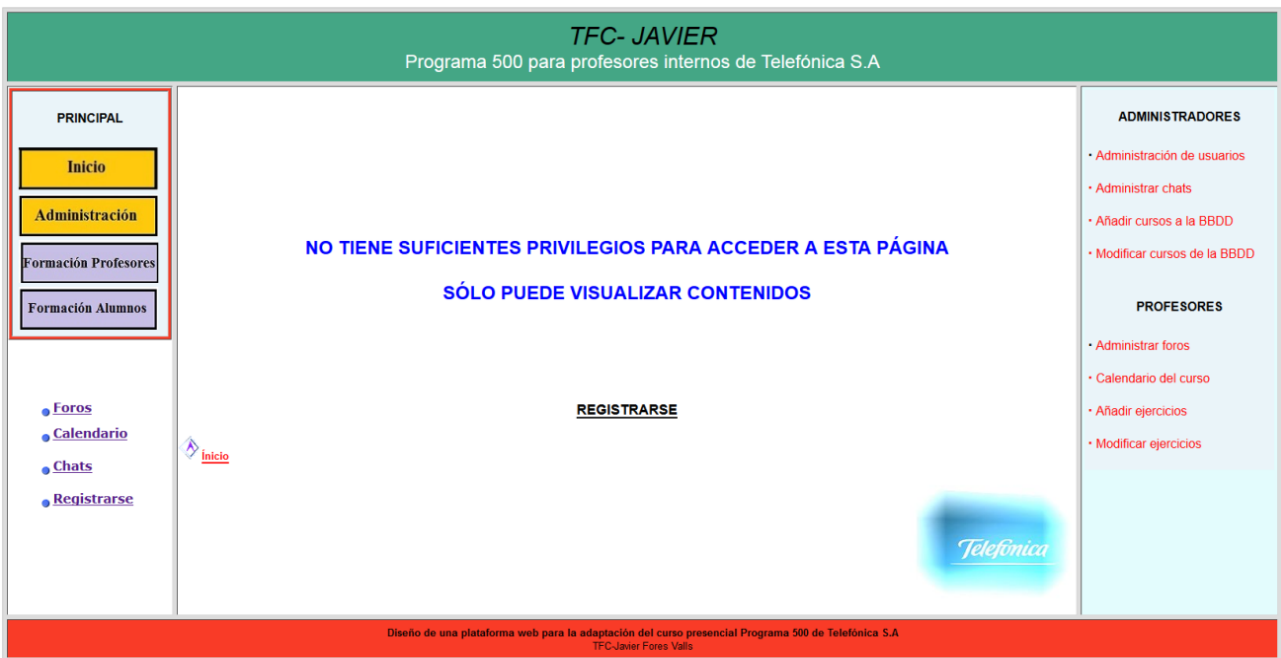 TFC- JAVIER
Programa 500 para profesores internos de Telefónica S.A
PRINCIPAL
Inicio
Administración
Formación Profesores
Formación Alumnos
Foros
Calendario
Chats
Registrarse
NO TIENE SUFICIENTES PRIVILEGIOS PARA ACCEDER A ESTA PÁGINA
SÓLO PUEDE VISUALIZAR CONTENIDOS
REGISTRARSE
Ínicio
Telefónica
ADMINISTRADORES
Administración de usuarios
Administrar chats
Añadir cursos a la BBDD
Modificar cursos de la BBDD
PROFESORES
Administrar foros
Calendario del curso
Añadir ejercicios
Modificar ejercicios
Diseño de una plataforma web para la adaptación del curso presencial Programa 500 de Telefónica S.A
TFC-Javier Fores Valls